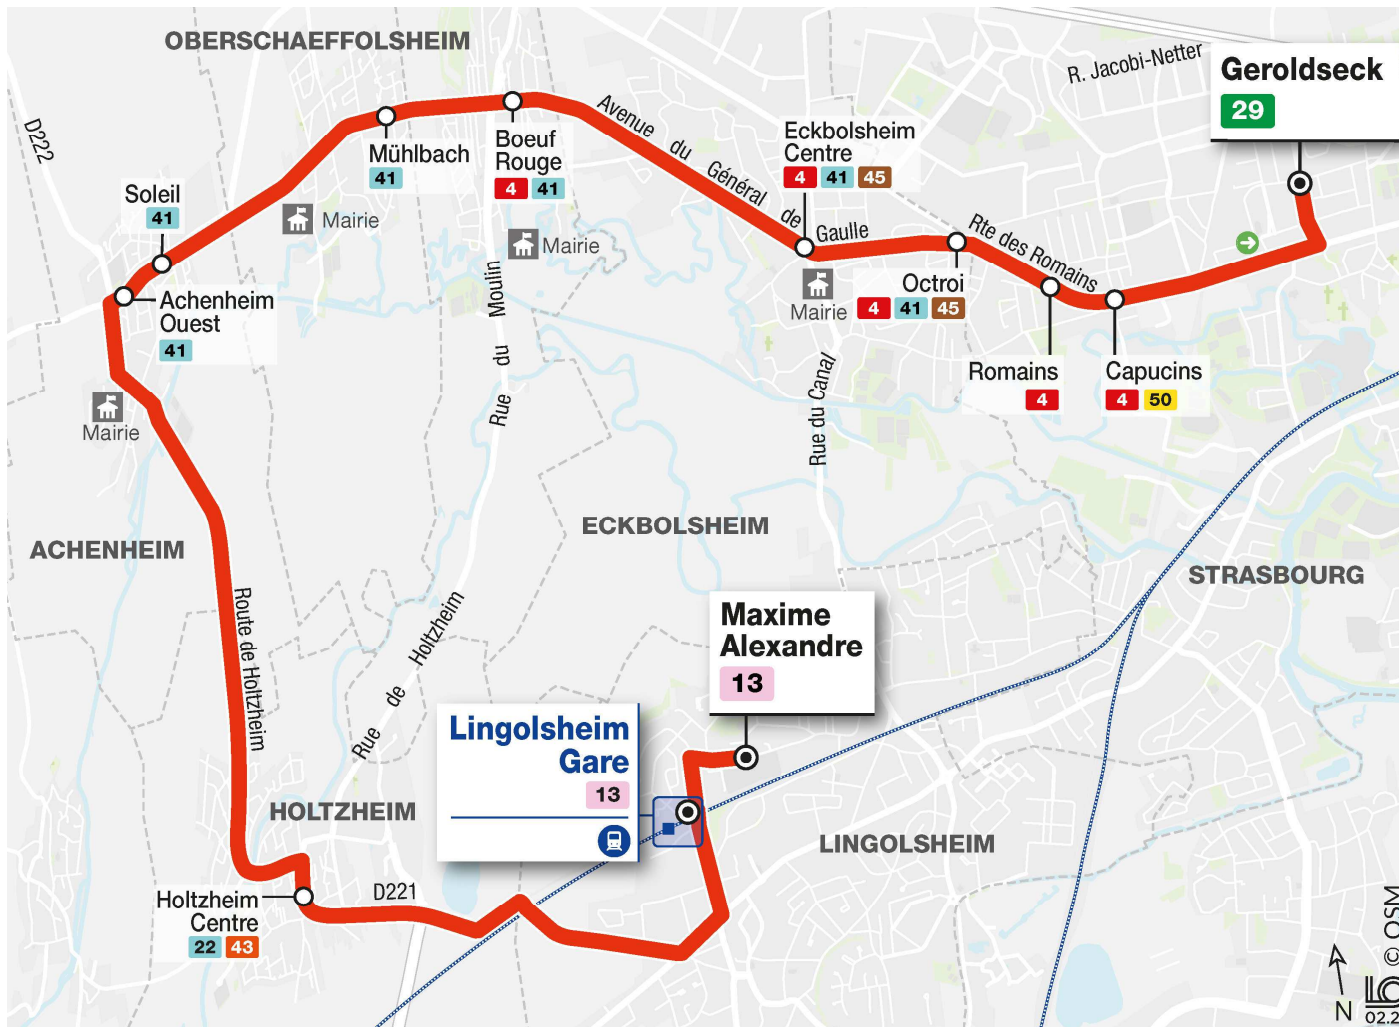 OBERSCHAEFFOLSHEIM
R. Jacobi-Netter
Geroldseck
29
D222
Avenue du Général de Gaulle
Mühlbach
41
Boeuf
Rouge
4 41
Eckbolsheim
Centre
4 41 45
Soleil
41
Mairie
Mairie
Rte des Romains
Achenheim
Ouest
41
Mairie
Octroi
4 41 45
Romains
4
Capucins
4 50
Mairie
Rue du Moulin
Rue du Canal
ACHENHEIM
ECKBOLSHEIM
STRASBOURG
Route de Holtzheim
Rue de Holtzheim
Maxime
Alexandre
13
Lingolsheim
Gare
13
HOLTZHEIM
LINGOLSHEIM
Holtzheim
Centre
22 43
D221
N
© OSM
02.2